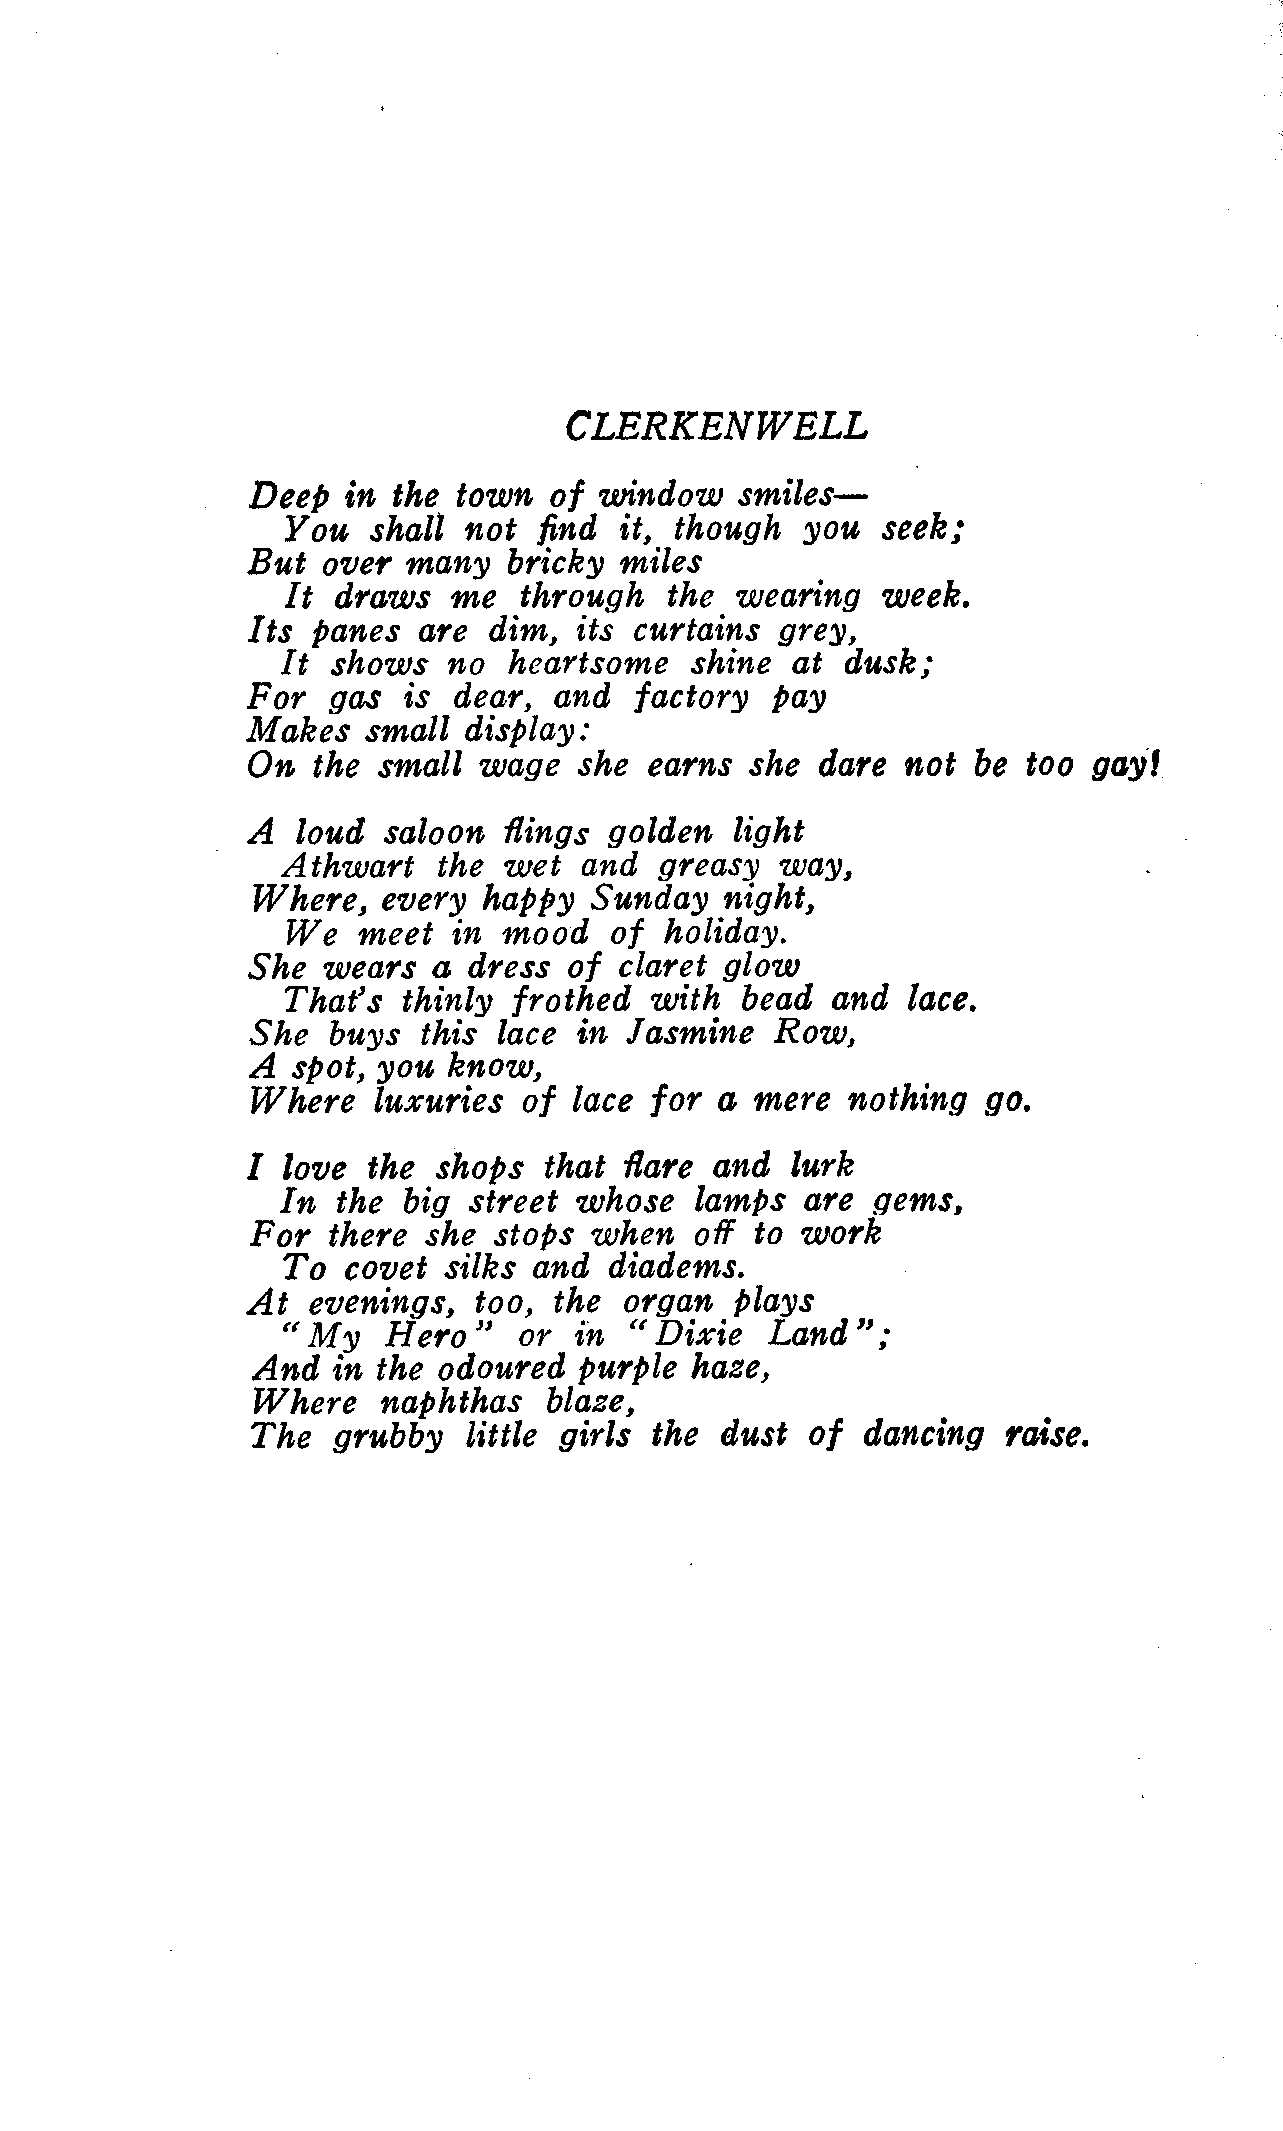 CLERKENWELL
Deep in the town of window smiles—
You shall not find it, though you seek;
But over many bricky miles
It draws me through the wearing week.
Its panes are dim, its curtains grey,
It shows no heartsome shine at dusk;
For gas is dear, and factory pay
Makes small display:
On the small wage she earns she dare not be too gay!
A loud saloon flings golden light
Athwart the wet and greasy way,
Where, every happy Sunday night,
We meet in mood of holiday.
She wears a dress of claret glow
That's thinly frothed with bead and lace.
She buys this lace in Jasmine Row,
A spot, you know,
Where luxuries of lace for a mere nothing go.
I love the shops that flare and lurk
In the big street whose lamps are gems,
For there she stops when off to work
To covet silks and diadems.
At evenings, too, the organ plays
"My Hero" or in "Dixie Land";
And in the odoured purple haze,
Where naphthas blaze,
The grubby little girls the dust of dancing raise.